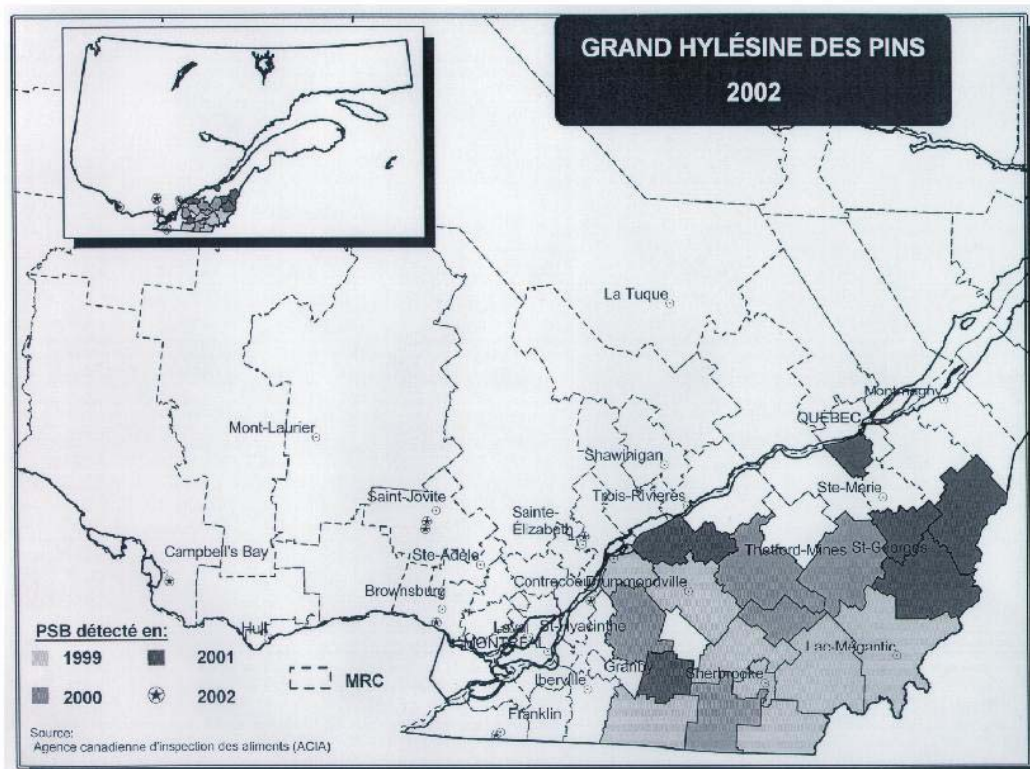 GRAND HYLÉSINE DES PINS
2002
La Tuque
Montmagny
QUÉBEC
Mont-Laurier
Shawinigan
Ste-Marie
Saint-Jovite
Trois-Rivières
Sainte-
Élizabeth
Thetford-Mines
St-Georges
Campbell's Bay
Ste-Adèle
Contrecoeur
Drummondville
Brownsburg
Hull
Laval
St-Hyacinthe
MONTRÉAL
Lac-Mégantic
Granby
Sherbrooke
Iberville
Franklin
PSB détecté en:
1999
2001
2000
2002
MRC
Source:
Agence canadienne d'inspection des aliments (ACIA)